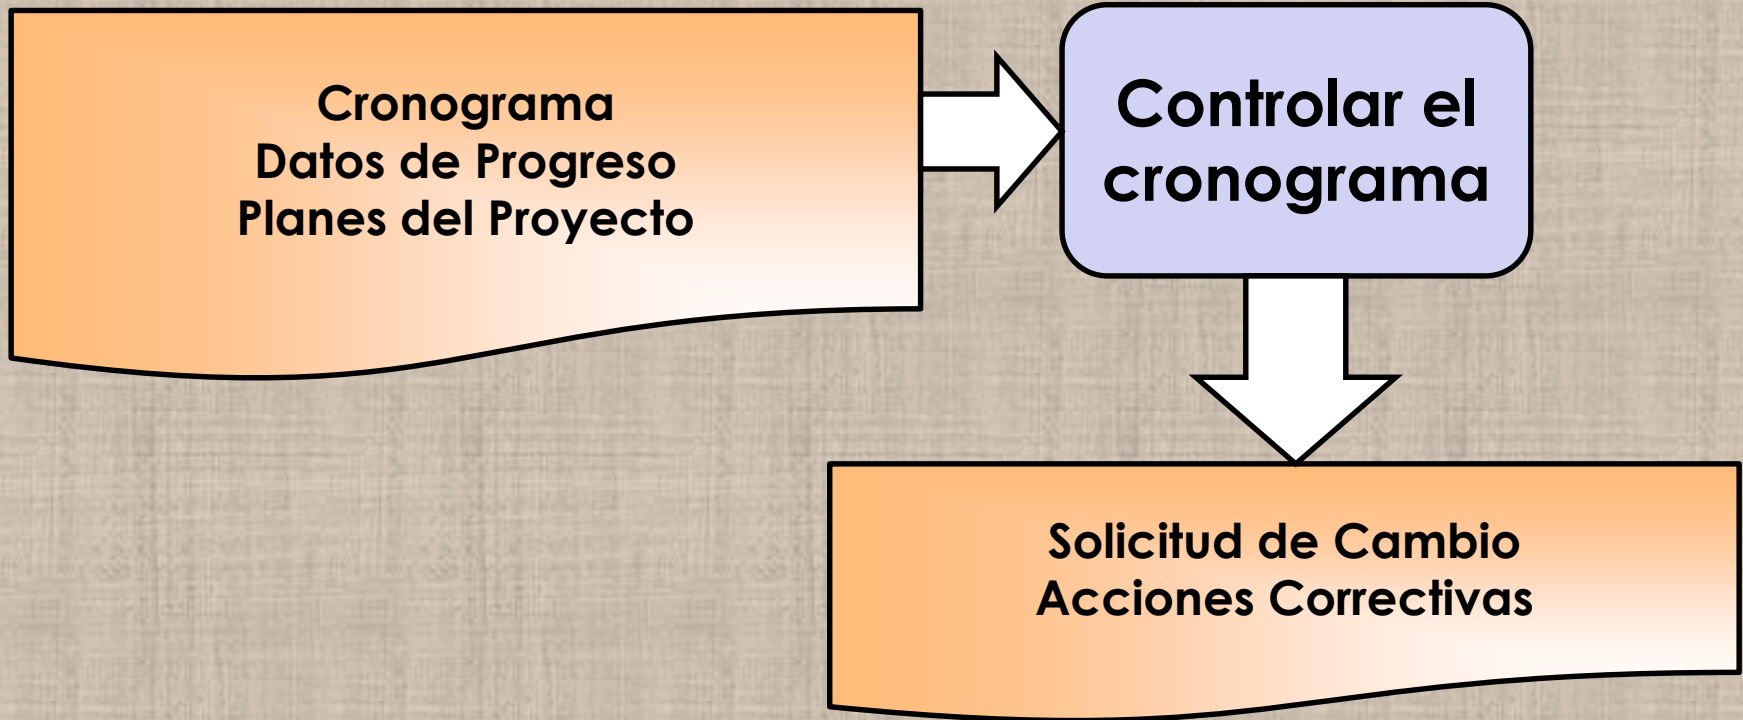 Cronograma
Datos de Progreso
Planes del Proyecto
Controlar el
cronograma
Solicitud de Cambio
Acciones Correctivas